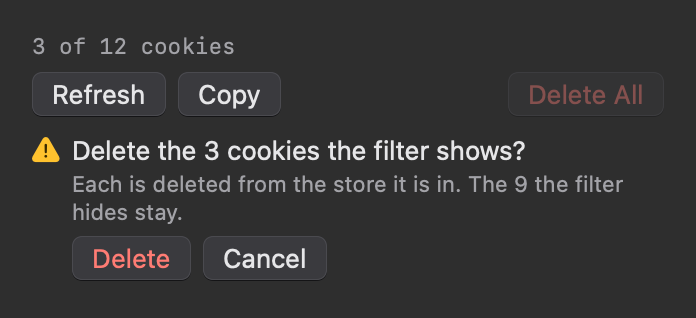 3 of 12 cookies
Refresh Copy Delete All
Delete the 3 cookies the filter shows?
Each is deleted from the store it is in. The 9 the filter
hides stay.
Delete Cancel